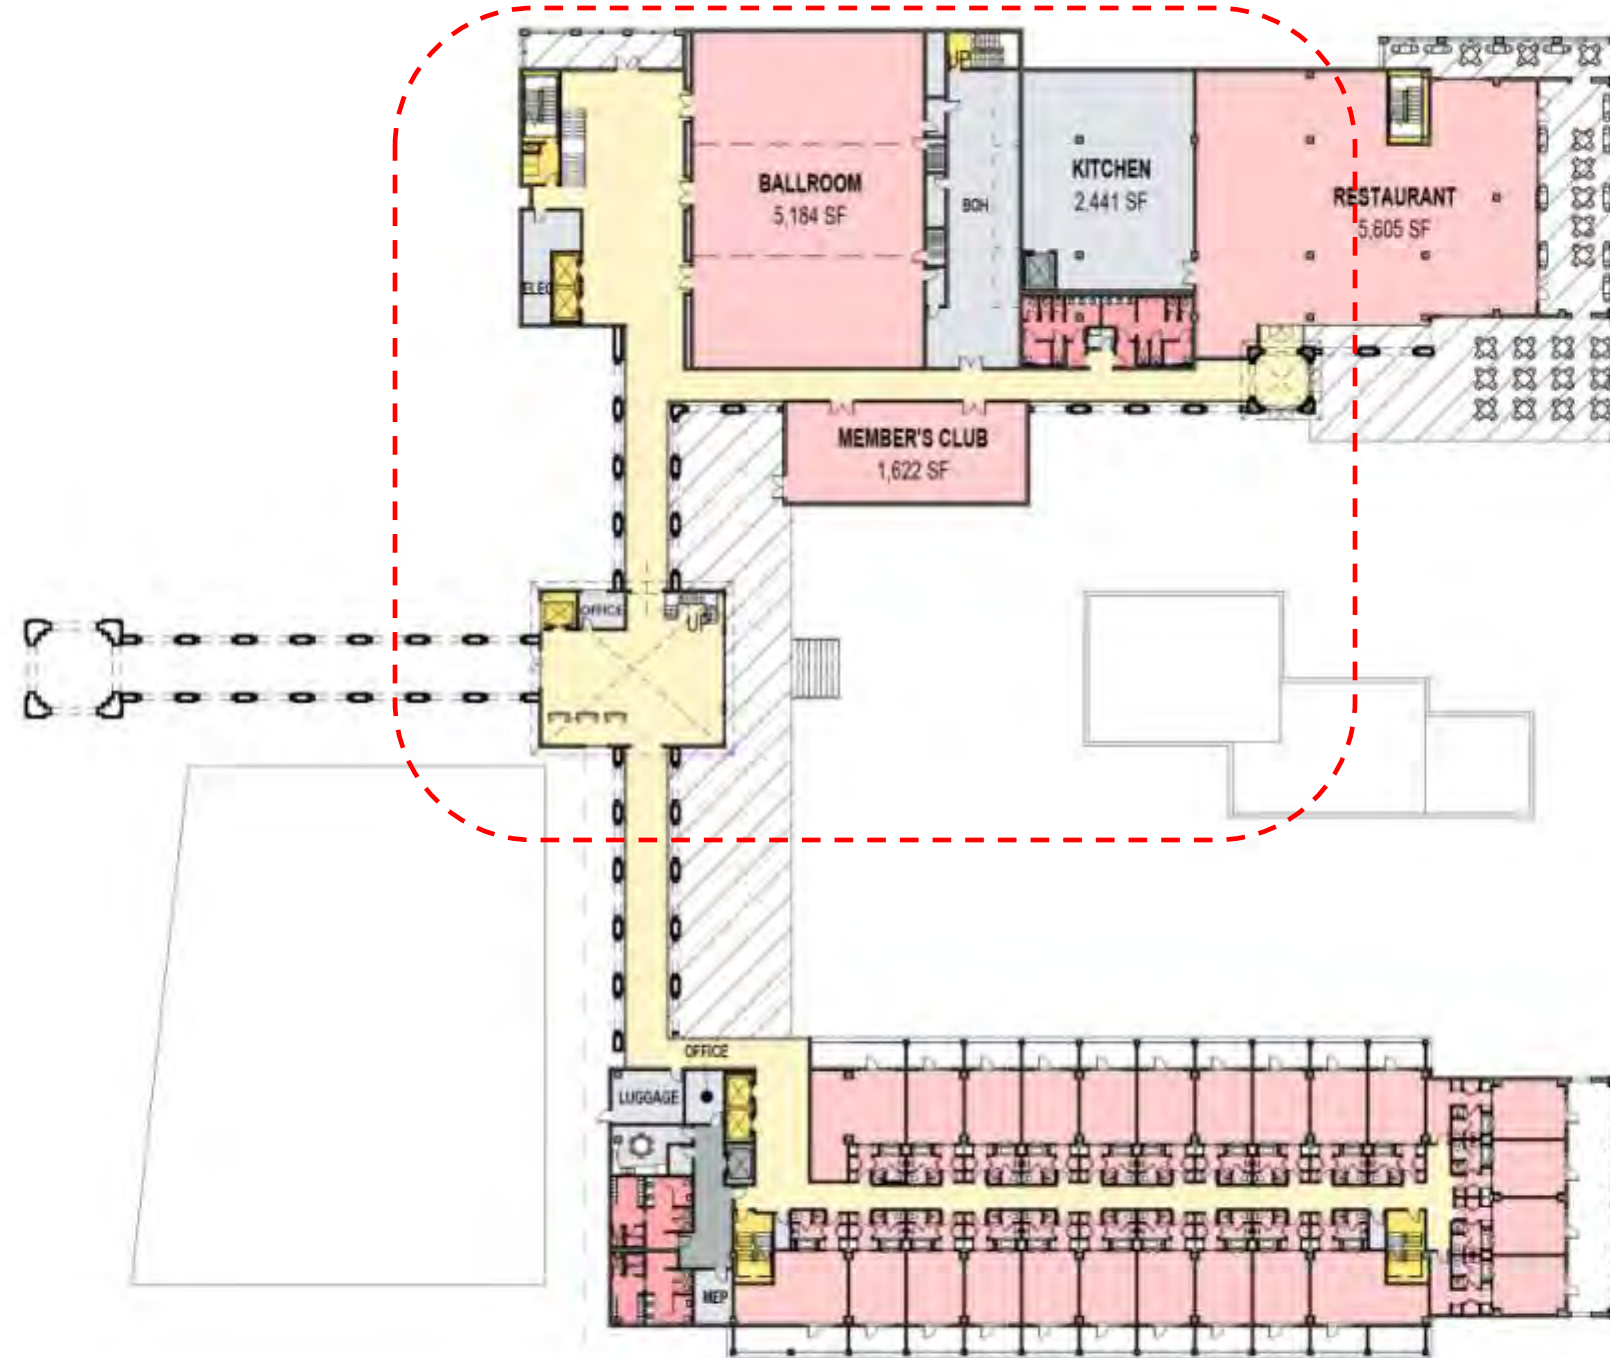 UP
BALLROOM
5,184 SF
KITCHEN
2,441 SF
BOH
RESTAURANT
5,605 SF
ELEC
MEMBER'S CLUB
1,622 SF
OFFICE
UP
OFFICE
LUGGAGE
MEP